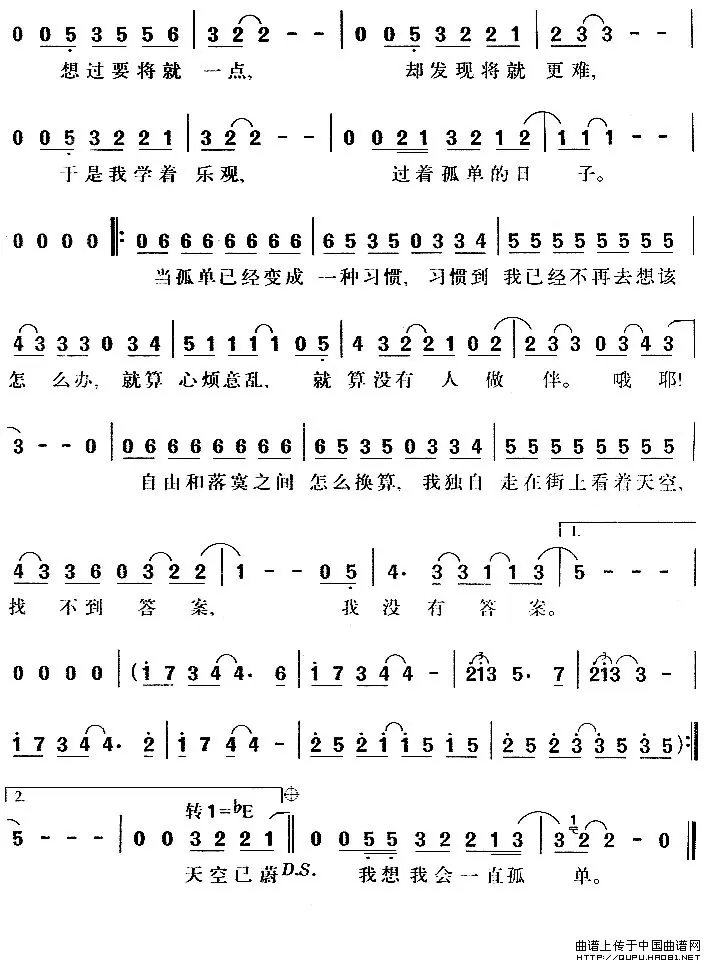 0 0 5 3 5 5 6 | 3 2 2 - - | 0 0 5 3 2 2 1 | 2 3 3 - - |
想过要将就 一点, 却发现将就 更难,
0 0 5 3 2 2 1 | 3 2 2 - - | 0 0 2 1 3 2 1 2 | 1 1 1 - - |
于是我学着 乐观, 过着孤单的日 子。
0 0 0 0 ‖: 0 6 6 6 6 6 6 6 | 6 5 3 5 0 3 3 4 | 5 5 5 5 5 5 5 5 |
当孤单已经变成 一种习惯, 习惯到 我已经不再去想该
4 3 3 3 0 3 4 | 5 1 1 1 1 1 0 5 | 4 3 2 2 1 0 2 | 2 3 3 0 3 4 3 |
怎么办, 就算 心烦意乱, 就算没有人做 伴。 哦耶!
3 - - 0 | 0 6 6 6 6 6 6 6 | 6 5 3 5 0 3 3 4 | 5 5 5 5 5 5 5 5 |
自由和落寞之间 怎么换算, 我独自 走在街上看着天空,
1.
4 3 3 6 0 3 2 2 | 1 - - 0 5 | 4· 3 3 1 1 3 | 5 - - - |
找不到 答案, 我没有答案。
0 0 0 0 | (1 7 3 4 4· 6 | 1 7 3 4 4 - | 2 1 3 5· 7 | 2 1 3 3 - |
1 7 3 4 4· 2 | 1 7 4 4 - | 2 5 2 1 1 5 1 5 | 2 5 2 3 3 5 3 5) :‖
2.
转 1=♭E
5 - - - | 0 0 3 2 2 1 ‖ 0 0 5 5 3 2 2 1 3 | 3 2 2 - 0 ‖
天空已蔚 D.S. 我想我会一直孤 单。
曲谱上传于中国曲谱网
HTTP://QUPU.HAO81.NET